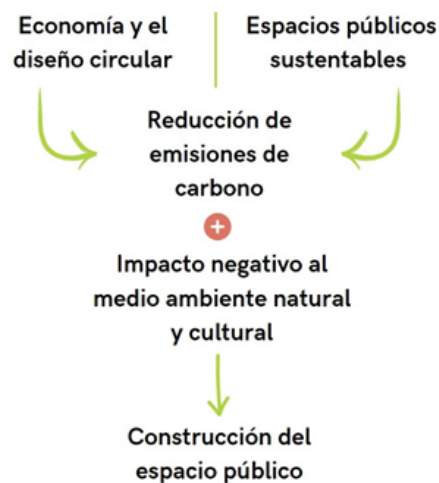 Economía y el
diseño circular
Espacios públicos
sustentables
Reducción de
emisiones de
carbono
+
Impacto negativo al
medio ambiente natural
y cultural
Construcción del
espacio público